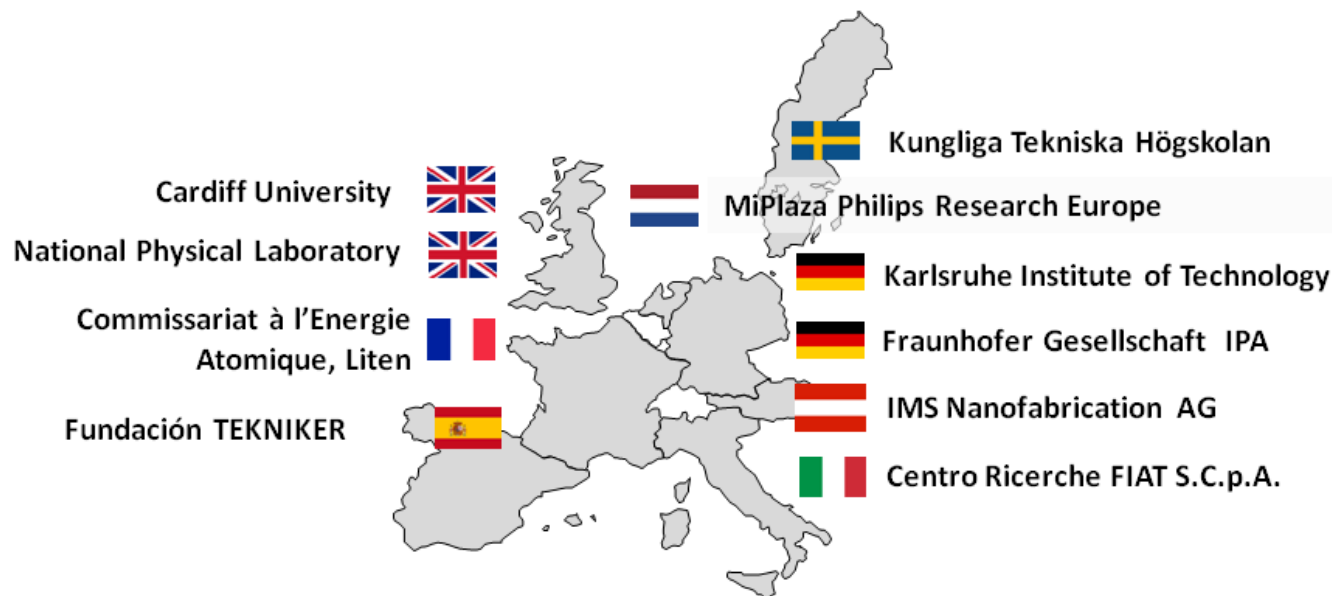 Cardiff University
National Physical Laboratory
Commissariat à l'Energie
Atomique, Liten
Fundación TEKNIKER
Kungliga Tekniska Högskolan
MiPlaza Philips Research Europe
Karlsruhe Institute of Technology
Fraunhofer Gesellschaft IPA
IMS Nanofabrication AG
Centro Ricerche FIAT S.C.p.A.